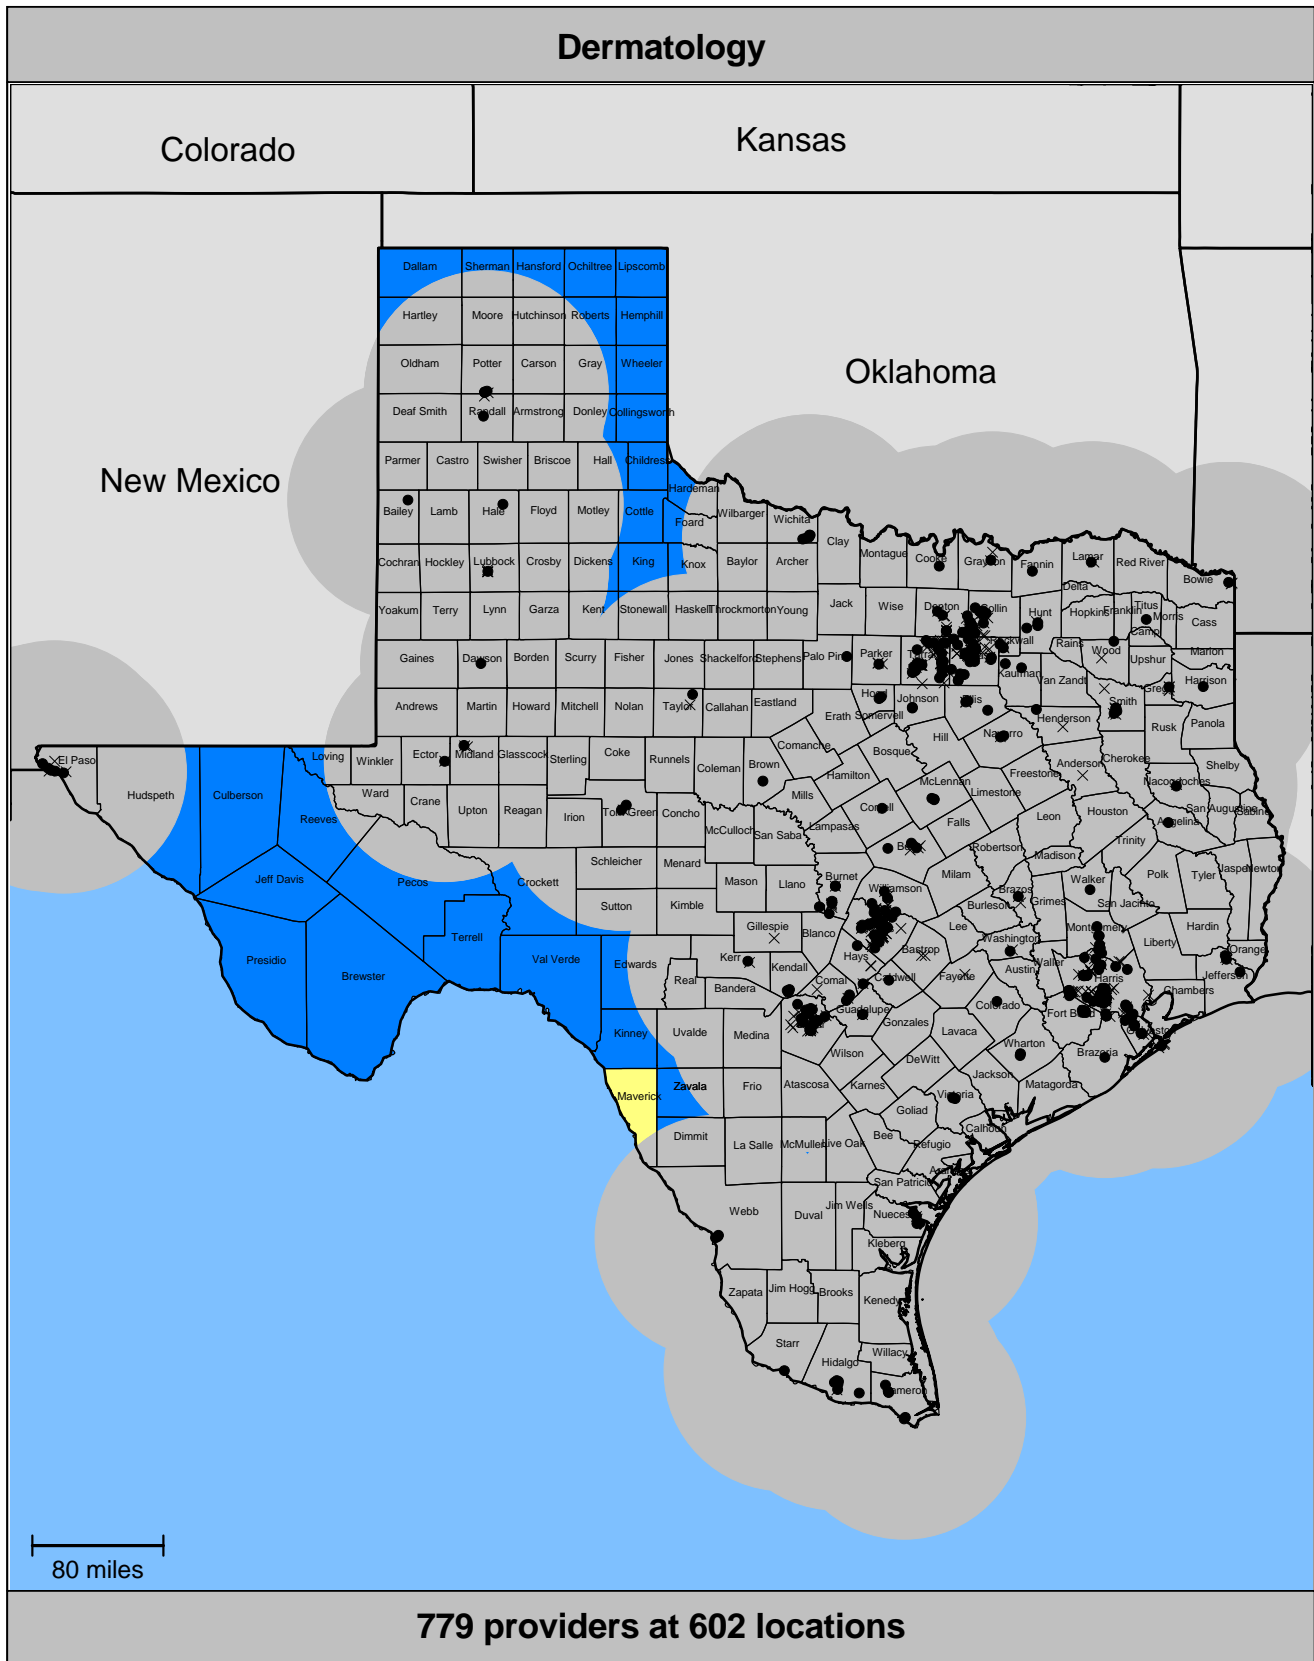 Dermatology
Colorado
Kansas
New Mexico
Oklahoma
Dallam Sherman Hansford Ochiltree Lipscomb
Hartley Moore Hutchinson Roberts Hemphill
Oldham Potter Carson Gray Wheeler
Deaf Smith Randall Armstrong Donley Collingsworth
Parmer Castro Swisher Briscoe Hall Childress
Hardeman
Bailey Lamb Hale Floyd Motley Cottle Foard Wilbarger Wichita
Clay Montague Cooke Grayson Fannin Lamar Red River Bowie
Cochran Hockley Lubbock Crosby Dickens King Knox Baylor Archer
Delta
Yoakum Terry Lynn Garza Kent Stonewall Haskell Throckmorton Young Jack Wise Denton Collin Hunt Hopkins Franklin Titus Morris Cass
Camp
Rockwall Rains Wood Upshur Marion
Gaines Dawson Borden Scurry Fisher Jones Shackelford Stephens Palo Pinto Parker
Kaufman Van Zandt Gregg Harrison
Andrews Martin Howard Mitchell Nolan Taylor Callahan Eastland Erath Hood Somervell Johnson Ellis Henderson Smith Rusk Panola
El Paso Hudspeth Culberson Reeves Loving Winkler Ector Midland Glasscock Sterling Coke Runnels Coleman Brown Comanche Hamilton Bosque Hill Navarro Freestone Anderson Cherokee Nacogdoches Shelby
Ward Crane Upton Reagan Irion Tom Green Concho McCulloch San Saba Mills Lampasas Coryell McLennan Limestone Falls Leon Houston Angelina San Augustine Sabine
Jeff Davis Pecos Crockett Schleicher Menard Mason Llano Burnet Bell Milam Robertson Madison Trinity Walker Polk Tyler Jasper Newton
Presidio Brewster Terrell Val Verde Sutton Kimble Gillespie Blanco Williamson Burleson Brazos Grimes San Jacinto Montgomery Liberty Hardin Orange
Edwards Kerr Kendall Hays Bastrop Lee Washington Waller Harris Jefferson
Real Bandera Comal Caldwell Fayette Austin Chambers
Kinney Uvalde Medina Guadalupe Gonzales Colorado Fort Bend Galveston
Wilson Lavaca Wharton Brazoria
Maverick Zavala Frio Atascosa Karnes DeWitt Jackson Matagorda
Goliad Victoria Calhoun
Dimmit La Salle McMullen Live Oak Bee Refugio
San Patricio
Webb Duval Jim Wells Nueces
Kleberg
Zapata Jim Hogg Brooks Kenedy
Starr Hidalgo Willacy
Cameron
80 miles
779 providers at 602 locations